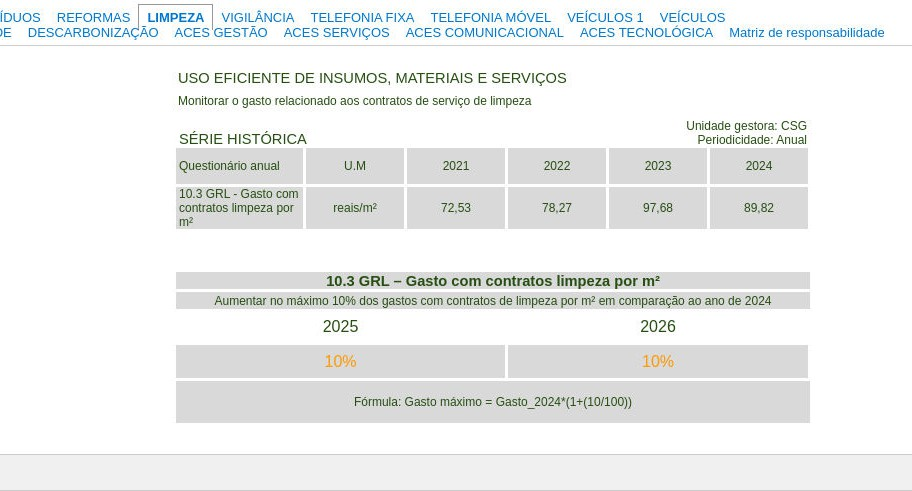 ÍDUOS REFORMAS LIMPEZA VIGILÂNCIA TELEFONIA FIXA TELEFONIA MÓVEL VEÍCULOS 1 VEÍCULOS
DE DESCARBONIZAÇÃO ACES GESTÃO ACES SERVIÇOS ACES COMUNICACIONAL ACES TECNOLÓGICA Matriz de responsabilidade
USO EFICIENTE DE INSUMOS, MATERIAIS E SERVIÇOS
Monitorar o gasto relacionado aos contratos de serviço de limpeza
Unidade gestora: CSG
SÉRIE HISTÓRICA Periodicidade: Anual
Questionário anual U.M 2021 2022 2023 2024
10.3 GRL - Gasto com
contratos limpeza por reais/m² 72,53 78,27 97,68 89,82
m²
10.3 GRL – Gasto com contratos limpeza por m²
Aumentar no máximo 10% dos gastos com contratos de limpeza por m² em comparação ao ano de 2024
2025 2026
10% 10%
Fórmula: Gasto máximo = Gasto_2024*(1+(10/100))